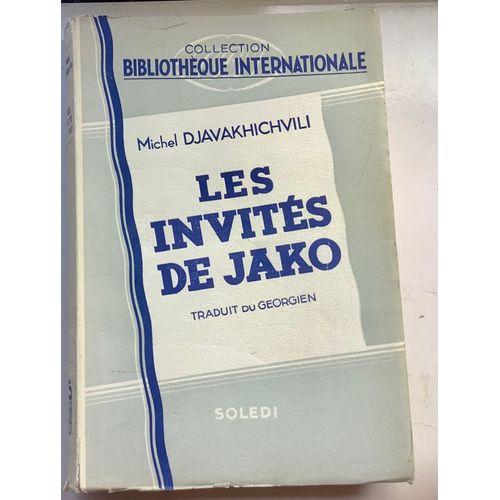 COLLECTION
BIBLIOTHÈQUE INTERNATIONALE
Michel DJAVAKHICHVILI
LES
INVITÉS
DE JAKO
TRADUIT DU GEORGIEN
SOLEDI